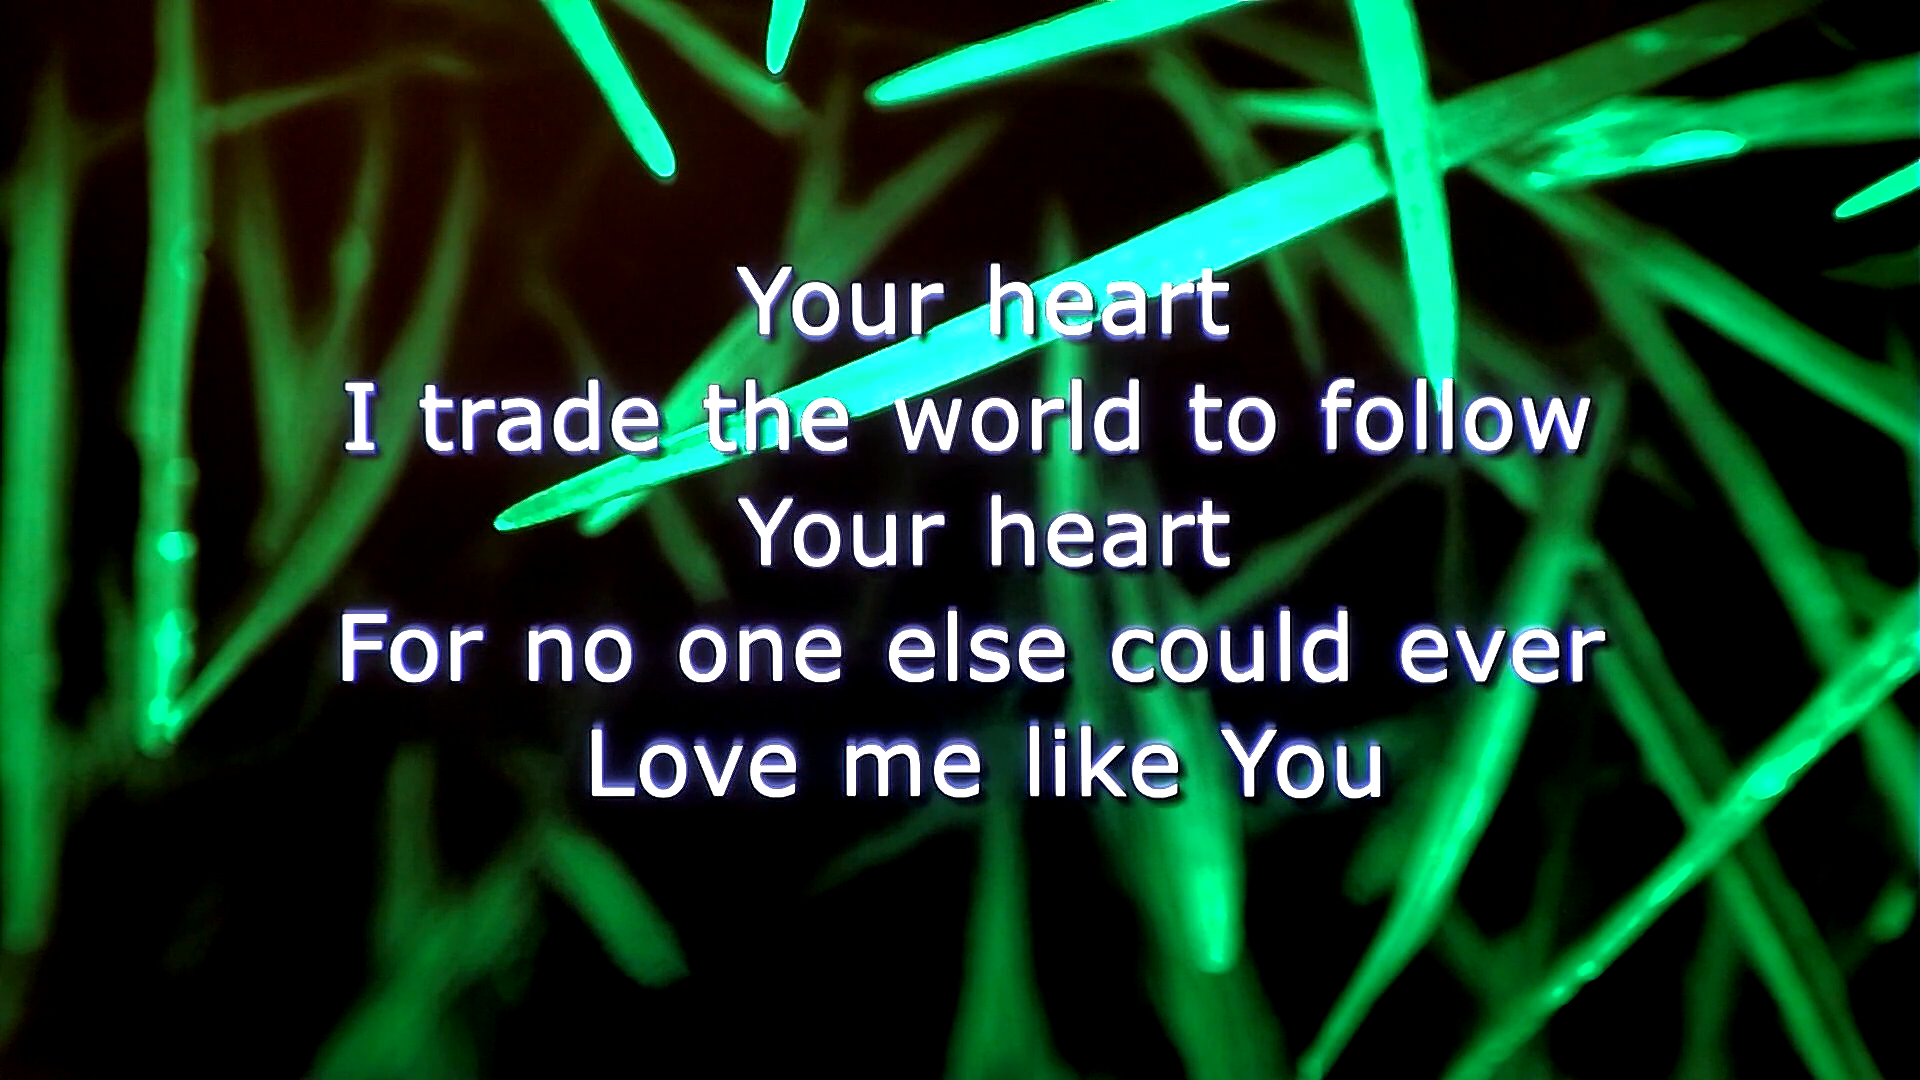 Your heart
I trade the world to follow
Your heart
For no one else could ever
Love me like You